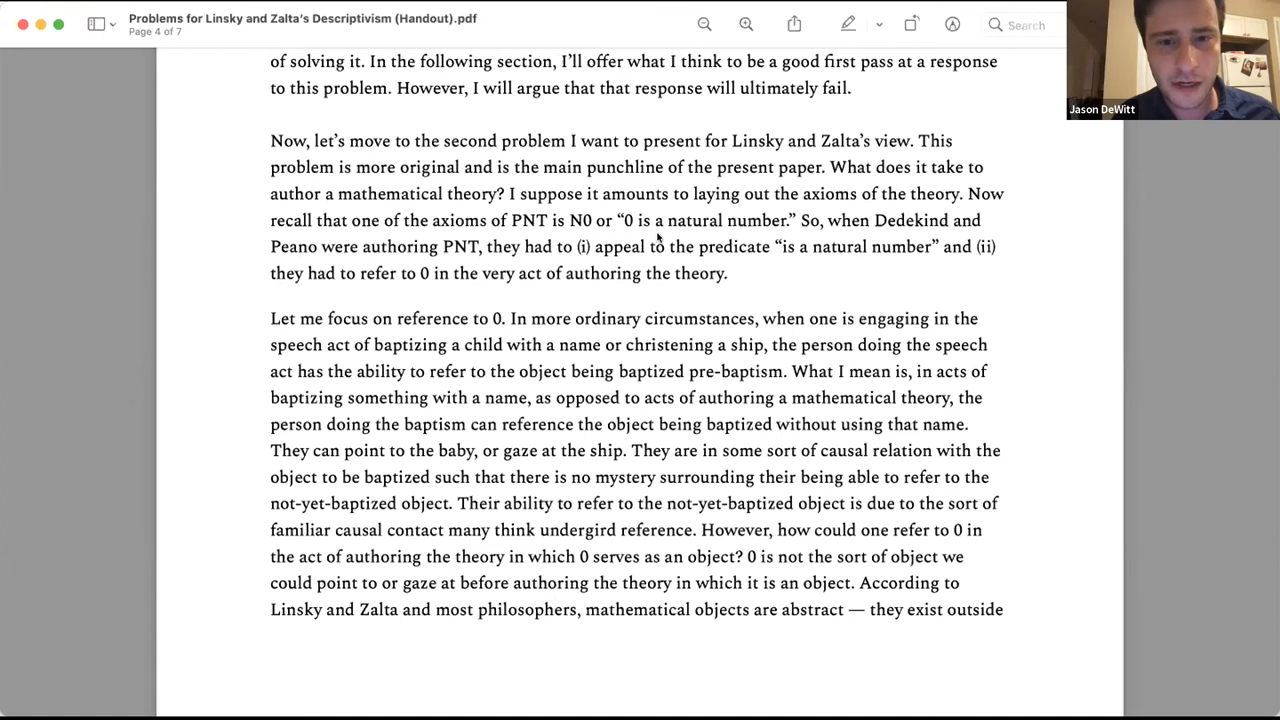 Problems for Linsky and Zalta's Descriptivism (Handout).pdf
Page 4 of 7
Search
Jason DeWitt
of solving it. In the following section, I'll offer what I think to be a good first pass at a response
to this problem. However, I will argue that that response will ultimately fail.
Now, let's move to the second problem I want to present for Linsky and Zalta's view. This
problem is more original and is the main punchline of the present paper. What does it take to
author a mathematical theory? I suppose it amounts to laying out the axioms of the theory. Now
recall that one of the axioms of PNT is N0 or “0 is a natural number.” So, when Dedekind and
Peano were authoring PNT, they had to (i) appeal to the predicate “is a natural number” and (ii)
they had to refer to 0 in the very act of authoring the theory.
Let me focus on reference to 0. In more ordinary circumstances, when one is engaging in the
speech act of baptizing a child with a name or christening a ship, the person doing the speech
act has the ability to refer to the object being baptized pre-baptism. What I mean is, in acts of
baptizing something with a name, as opposed to acts of authoring a mathematical theory, the
person doing the baptism can reference the object being baptized without using that name.
They can point to the baby, or gaze at the ship. They are in some sort of causal relation with the
object to be baptized such that there is no mystery surrounding their being able to refer to the
not-yet-baptized object. Their ability to refer to the not-yet-baptized object is due to the sort of
familiar causal contact many think undergird reference. However, how could one refer to 0 in
the act of authoring the theory in which 0 serves as an object? 0 is not the sort of object we
could point to or gaze at before authoring the theory in which it is an object. According to
Linsky and Zalta and most philosophers, mathematical objects are abstract — they exist outside